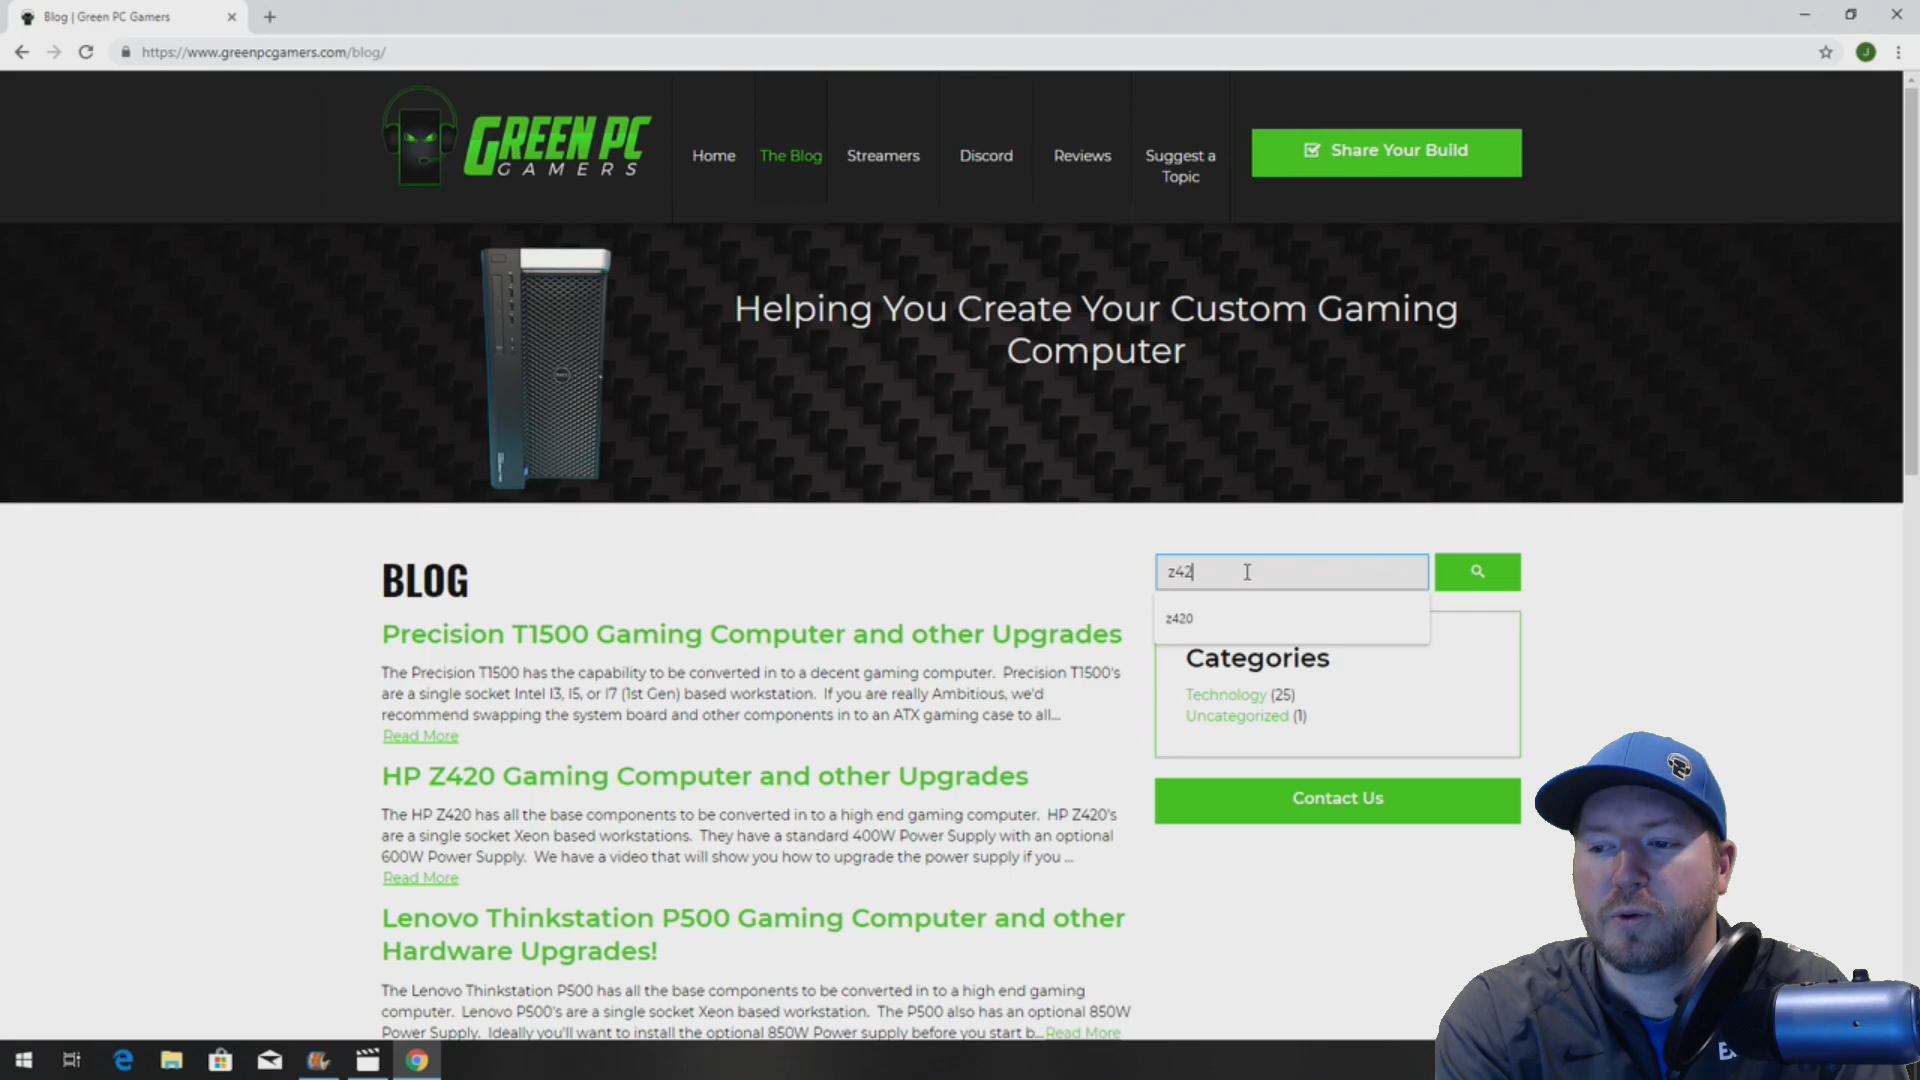 Blog | Green PC Gamers
https://www.greenpcgamers.com/blog/
J
GREEN PC
GAMERS
Home
The Blog
Streamers
Discord
Reviews
Suggest a
Topic
Share Your Build
Helping You Create Your Custom Gaming
Computer
BLOG
z42
z420
Precision T1500 Gaming Computer and other Upgrades
The Precision T1500 has the capability to be converted in to a decent gaming computer. Precision T1500's
are a single socket Intel I3, I5, or I7 (1st Gen) based workstation. If you are really Ambitious, we'd
recommend swapping the system board and other components in to an ATX gaming case to all...
Read More
Categories
Technology (25)
Uncategorized (1)
Contact Us
HP Z420 Gaming Computer and other Upgrades
The HP Z420 has all the base components to be converted in to a high end gaming computer. HP Z420's
are a single socket Xeon based workstations. They have a standard 400W Power Supply with an optional
600W Power Supply. We have a video that will show you how to upgrade the power supply if you ...
Read More
Lenovo Thinkstation P500 Gaming Computer and other
Hardware Upgrades!
The Lenovo Thinkstation P500 has all the base components to be converted in to a high end gaming
computer. Lenovo P500's are a single socket Xeon based workstation. The P500 also has an optional 850W
Power Supply. Ideally you'll want to install the optional 850W Power supply before you start b... Read More